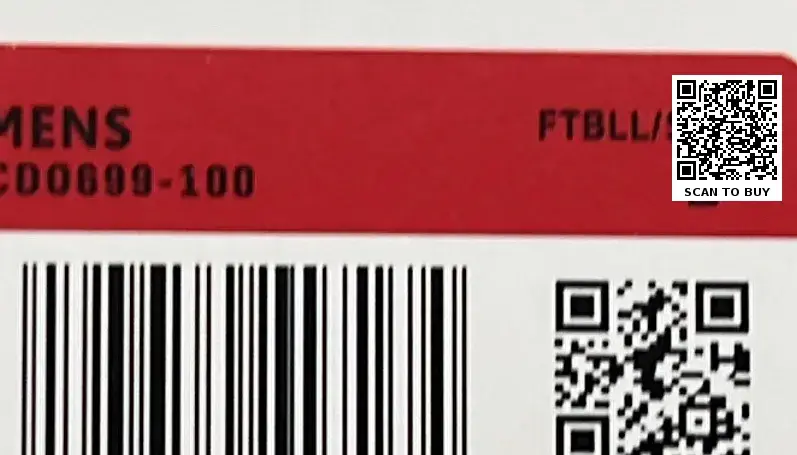 MENS
FTBLL/S
CD0699-100
SCAN TO BUY